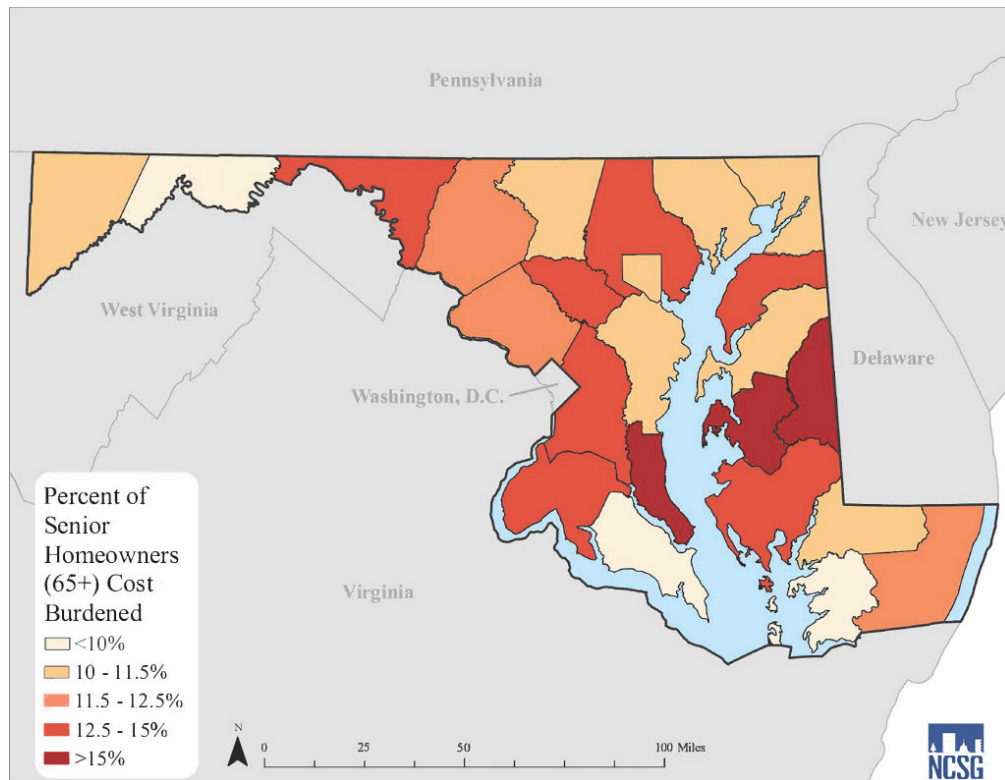 Pennsylvania
New Jersey
West Virginia
Delaware
Washington, D.C.
Virginia
Percent of
Senior
Homeowners
(65+) Cost
Burdened
<10%
10 - 11.5%
11.5 - 12.5%
12.5 - 15%
>15%
N
0 25 50 100 Miles
NCSG